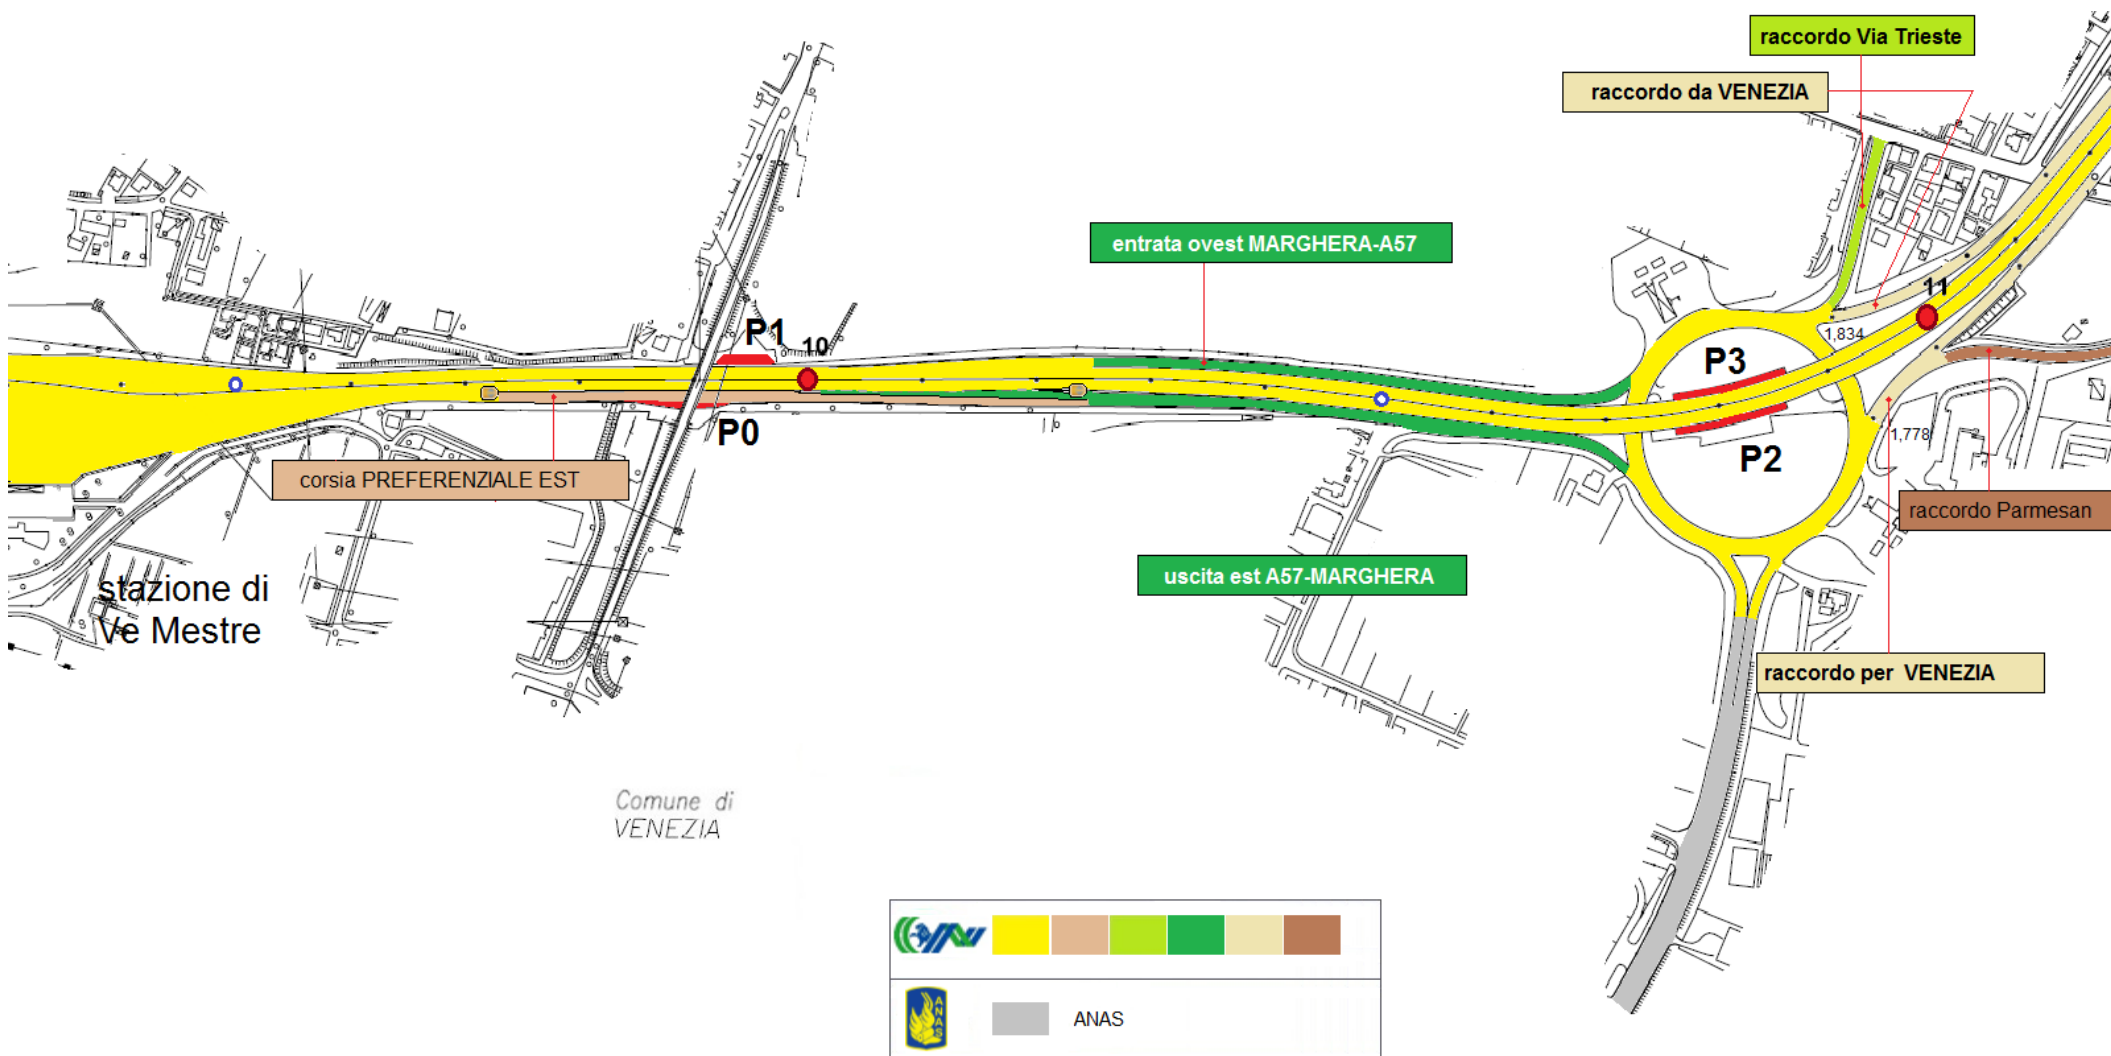 raccordo Via Trieste
raccordo da VENEZIA
entrata ovest MARGHERA-A57
11
1,834
P1
10
P3
P0
1,778
P2
corsia PREFERENZIALE EST
raccordo Parmesan
uscita est A57-MARGHERA
stazione di
Ve Mestre
raccordo per VENEZIA
Comune di
VENEZIA
ANAS
ANAS